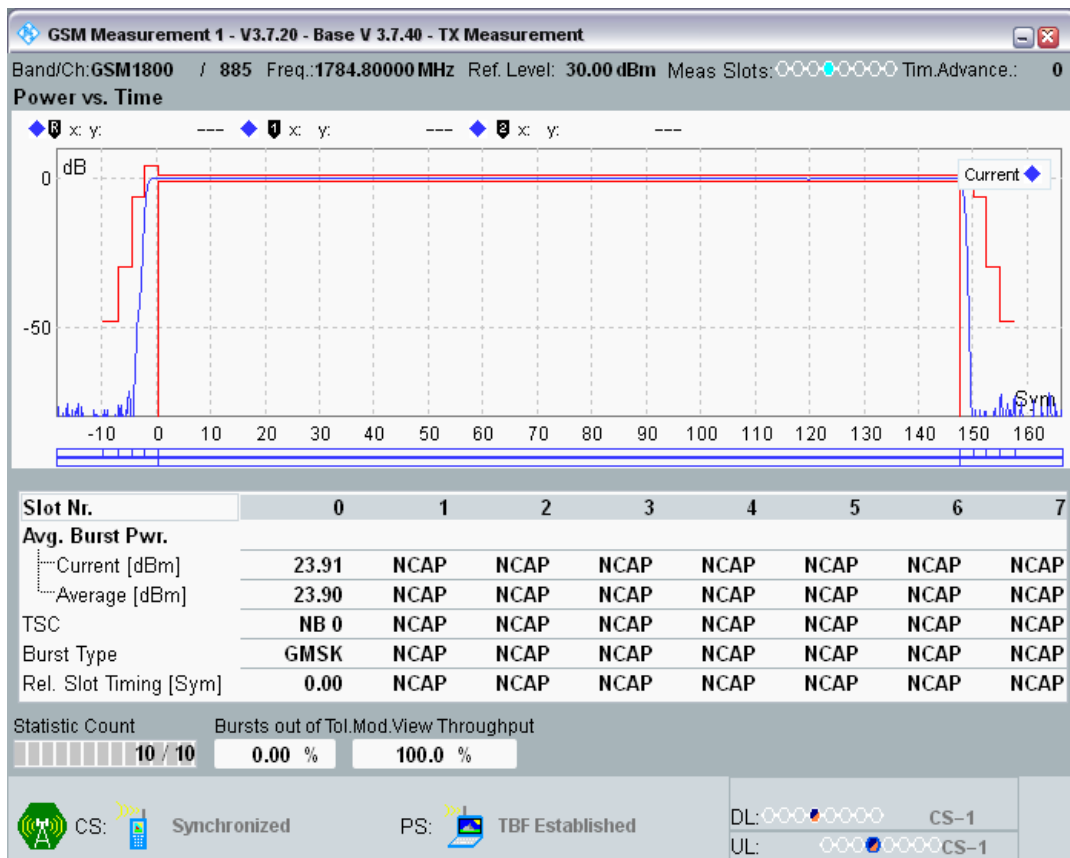 GSM Measurement 1 - V3.7.20 - Base V 3.7.40 - TX Measurement
Band/Ch:GSM1800 / 885 Freq.:1784.80000 MHz Ref. Level: 30.00 dBm Meas Slots: Tim.Advance.: 0
Power vs. Time
R x: y: --- 1 x: y: --- 2 x: y: ---
dB
Current
0
-50
Sym
-10 0 10 20 30 40 50 60 70 80 90 100 110 120 130 140 150 160
Slot Nr. 0 1 2 3 4 5 6 7
Avg. Burst Pwr.
Current [dBm] 23.91 NCAP NCAP NCAP NCAP NCAP NCAP NCAP
Average [dBm] 23.90 NCAP NCAP NCAP NCAP NCAP NCAP NCAP
TSC NB 0 NCAP NCAP NCAP NCAP NCAP NCAP NCAP
Burst Type GMSK NCAP NCAP NCAP NCAP NCAP NCAP NCAP
Rel. Slot Timing [Sym] 0.00 NCAP NCAP NCAP NCAP NCAP NCAP NCAP
Statistic Count Bursts out of Tol. Mod.View Throughput
10 / 10 0.00 % 100.0 %
CS: Synchronized PS: TBF Established DL: CS-1
UL: CS-1